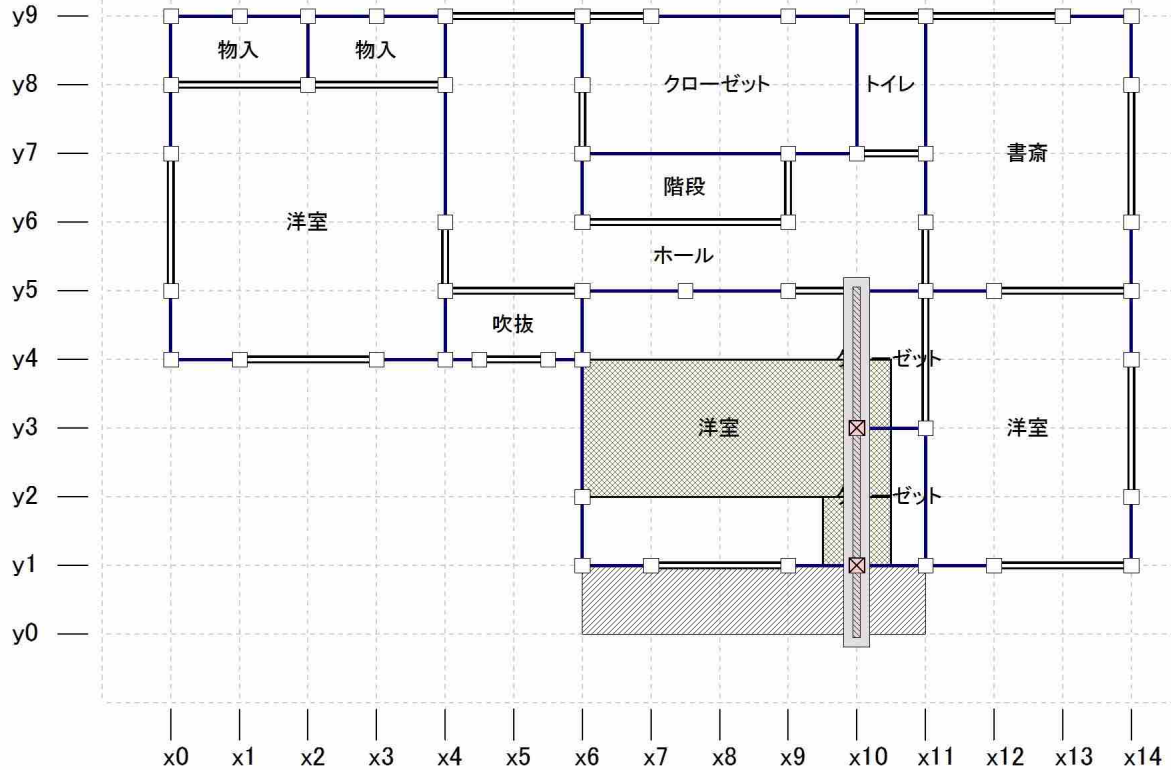 y9
物入
物入
y8
クローゼット
トイレ
y7
書斎
階段
y6
洋室
ホール
y5
吹抜
y4
ゼット
y3
洋室
洋室
y2
ゼット
y1
y0
x0 x1 x2 x3 x4 x5 x6 x7 x8 x9 x10 x11 x12 x13 x14